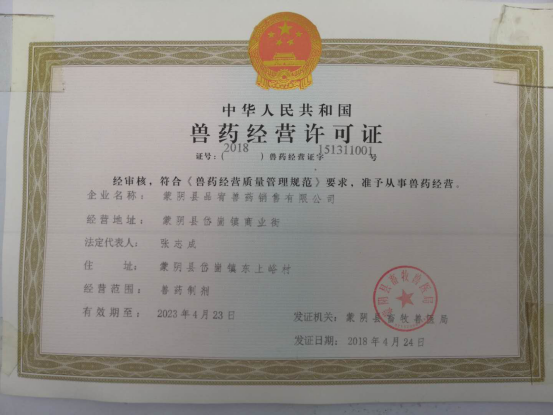 中华人民共和国
兽药经营许可证
证号:(2018)兽药经营证字151311001号
经审核,符合《兽药经营质量管理规范》要求,准予从事兽药经营。
企业名称: 蒙阴县品商兽药销售有限公司
经营地址: 蒙阴县岱崮镇商业街
法定代表人: 张志成
住 址: 蒙阴县岱崮镇东上峪村
经营范围: 兽药制剂
有效期至: 2023年4月23日
发证机关: 蒙阴县畜牧兽医局
发证日期: 2018年4月24日